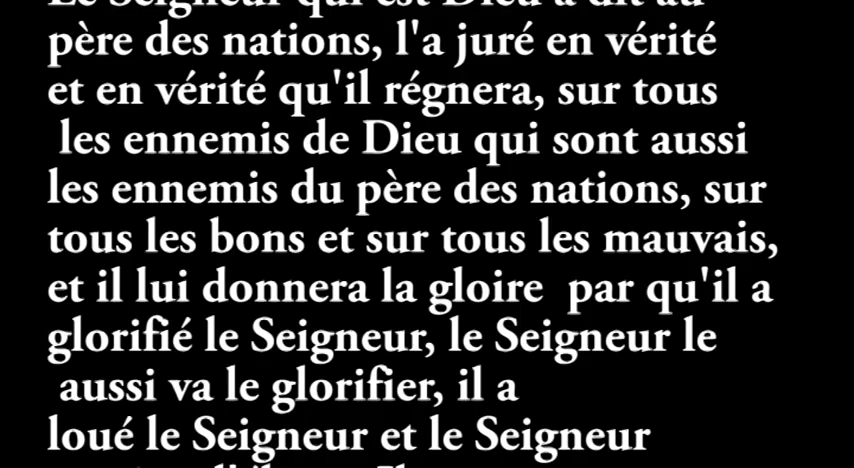 Le Seigneur qui est Dieu a dit au
père des nations, l'a juré en vérité
et en vérité qu'il régnera, sur tous
les ennemis de Dieu qui sont aussi
les ennemis du père des nations, sur
tous les bons et sur tous les mauvais,
et il lui donnera la gloire  par qu'il a
glorifié le Seigneur, le Seigneur le
aussi va le glorifier, il a
loué le Seigneur et le Seigneur